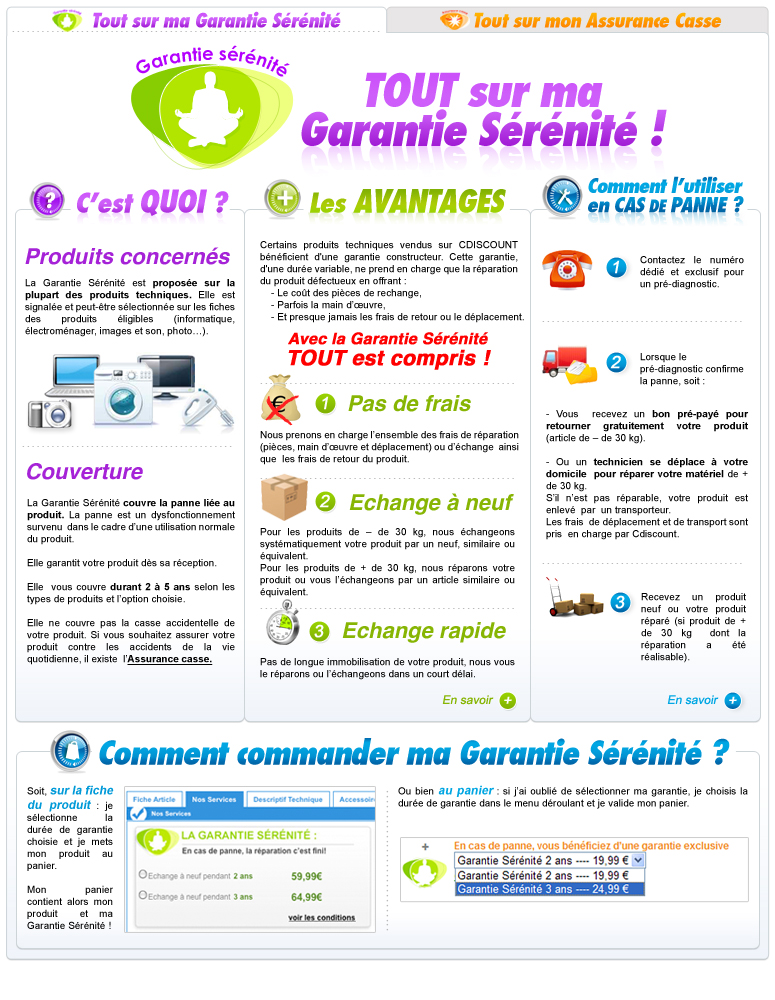 Tout sur ma Garantie Sérénité
Tout sur mon Assurance Casse
Garantie sérénité
TOUT sur ma
Garantie Sérénité !
C'est QUOI ?
Produits concernés
La Garantie Sérénité est proposée sur la
plupart des produits techniques. Elle est
signalée et peut-être sélectionnée sur les fiches
des produits éligibles (informatique,
électroménager, images et son, photo…).
Couverture
La Garantie Sérénité couvre la panne liée au
produit. La panne est un dysfonctionnement
survenu dans le cadre d'une utilisation normale
du produit.
Elle garantit votre produit dès sa réception.
Elle vous couvre durant 2 à 5 ans selon les
types de produits et l'option choisie.
Elle ne couvre pas la casse accidentelle de
votre produit. Si vous souhaitez assurer votre
produit contre les accidents de la vie
quotidienne, il existe l'Assurance casse.
Les AVANTAGES
Certains produits techniques vendus sur CDISCOUNT
bénéficient d'une garantie constructeur. Cette garantie,
d'une durée variable, ne prend en charge que la réparation
du produit défectueux en offrant :
- Le coût des pièces de rechange,
- Parfois la main d'œuvre,
- Et presque jamais les frais de retour ou le déplacement.
Avec la Garantie Sérénité
TOUT est compris !
€
1 Pas de frais
Nous prenons en charge l'ensemble des frais de réparation
(pièces, main d'œuvre et déplacement) ou d'échange ainsi
que les frais de retour du produit.
2 Echange à neuf
Pour les produits de – de 30 kg, nous échangeons
systématiquement votre produit par un neuf, similaire ou
équivalent.
Pour les produits de + de 30 kg, nous réparons votre
produit ou vous l'échangeons par un article similaire ou
équivalent.
3 Echange rapide
Pas de longue immobilisation de votre produit, nous vous
le réparons ou l'échangeons dans un court délai.
En savoir +
Comment l'utiliser
en CAS DE PANNE ?
1
Contactez le numéro
dédié et exclusif pour
un pré-diagnostic.
2
Lorsque le
pré-diagnostic confirme
la panne, soit :
- Vous recevez un bon pré-payé pour
retourner gratuitement votre produit
(article de – de 30 kg).
- Ou un technicien se déplace à votre
domicile pour réparer votre matériel de +
de 30 kg.
S'il n'est pas réparable, votre produit est
enlevé par un transporteur.
Les frais de déplacement et de transport sont
pris en charge par Cdiscount.
3
Recevez un produit
neuf ou votre produit
réparé (si produit de +
de 30 kg dont la
réparation a été
réalisable).
En savoir +
Comment commander ma Garantie Sérénité ?
Soit, sur la fiche
du produit : je
sélectionne la
durée de garantie
choisie et je mets
mon produit au
panier.
Mon panier
contient alors mon
produit et ma
Garantie Sérénité !
Fiche Article Nos Services Descriptif Technique Accessoir
Nos Services
LA GARANTIE SÉRÉNITÉ :
En cas de panne, la réparation c'est fini!
Echange à neuf pendant 2 ans 59,99€
Echange à neuf pendant 3 ans 64,99€
voir les conditions
Ou bien au panier : si j'ai oublié de sélectionner ma garantie, je choisis la
durée de garantie dans le menu déroulant et je valide mon panier.
+
En cas de panne, vous bénéficiez d'une garantie exclusive
Garantie Sérénité 2 ans ---- 19,99 €
Garantie Sérénité 2 ans ---- 19,99 €
Garantie Sérénité 3 ans ---- 24,99 €